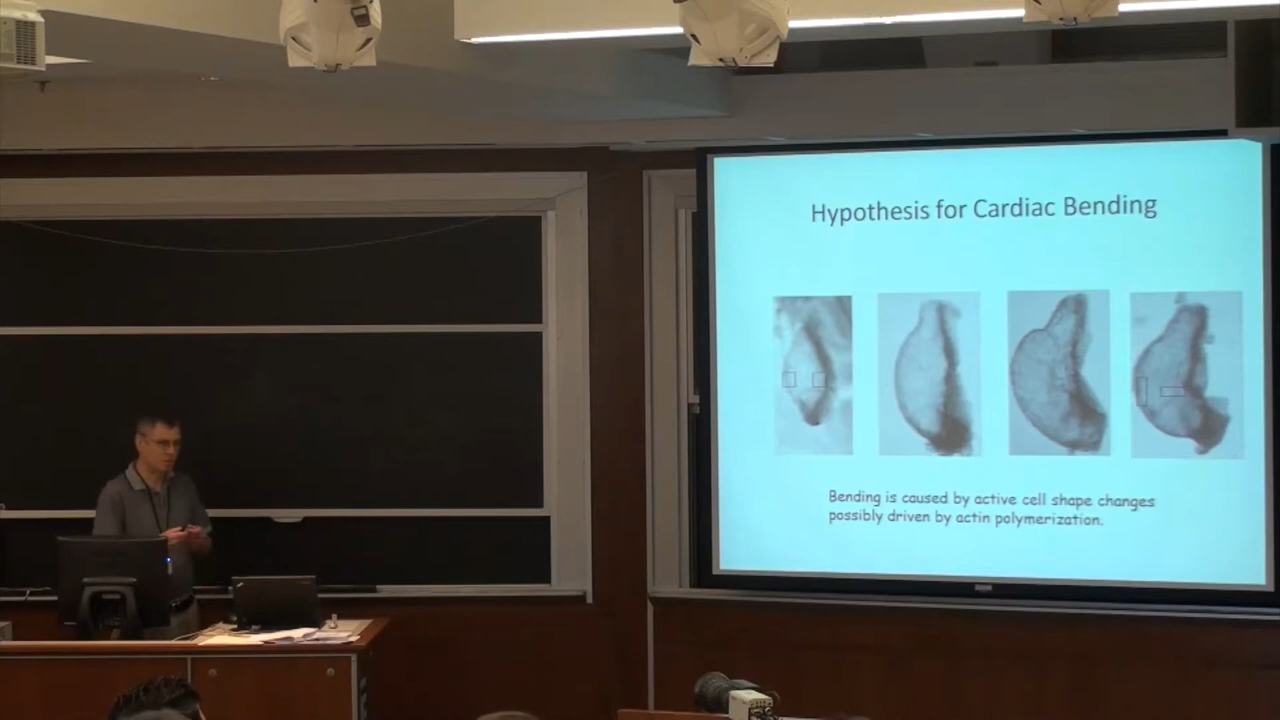 Hypothesis for Cardiac Bending
Bending is caused by active cell shape changes
possibly driven by actin polymerization.